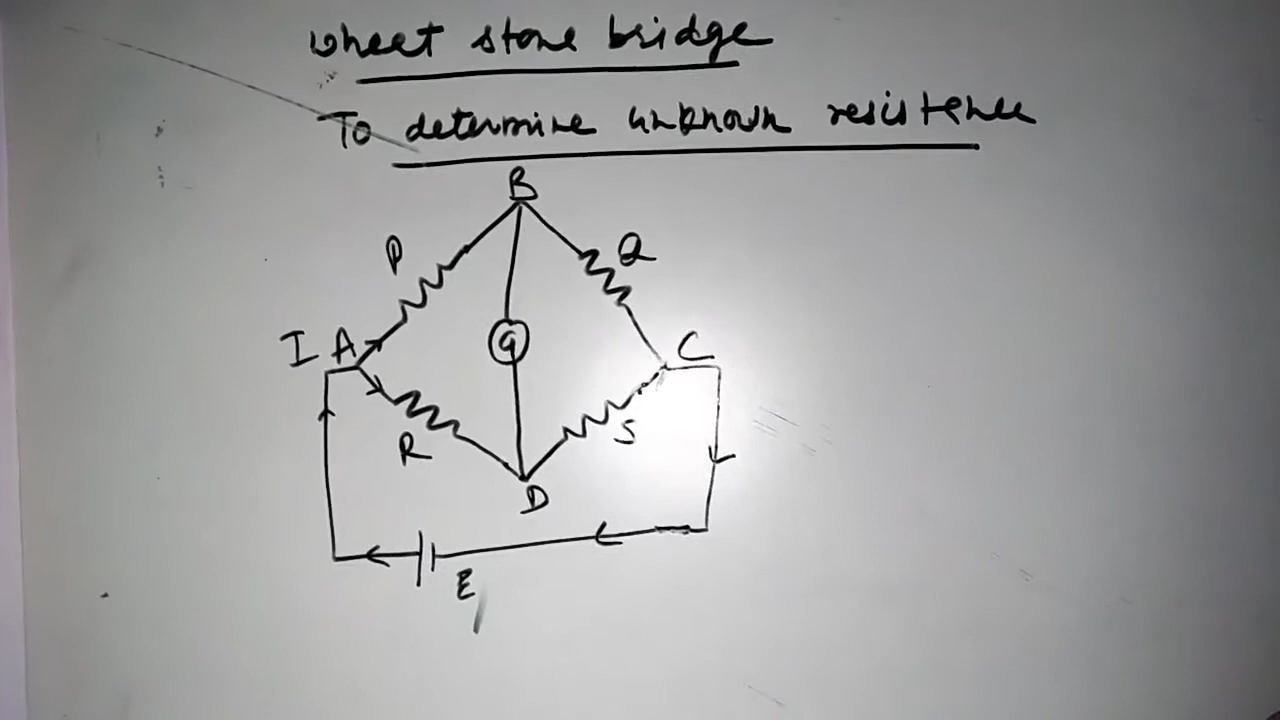 wheet stone bridge
To determine unknown resistence
B
P
Q
I A
G
C
R
S
D
E